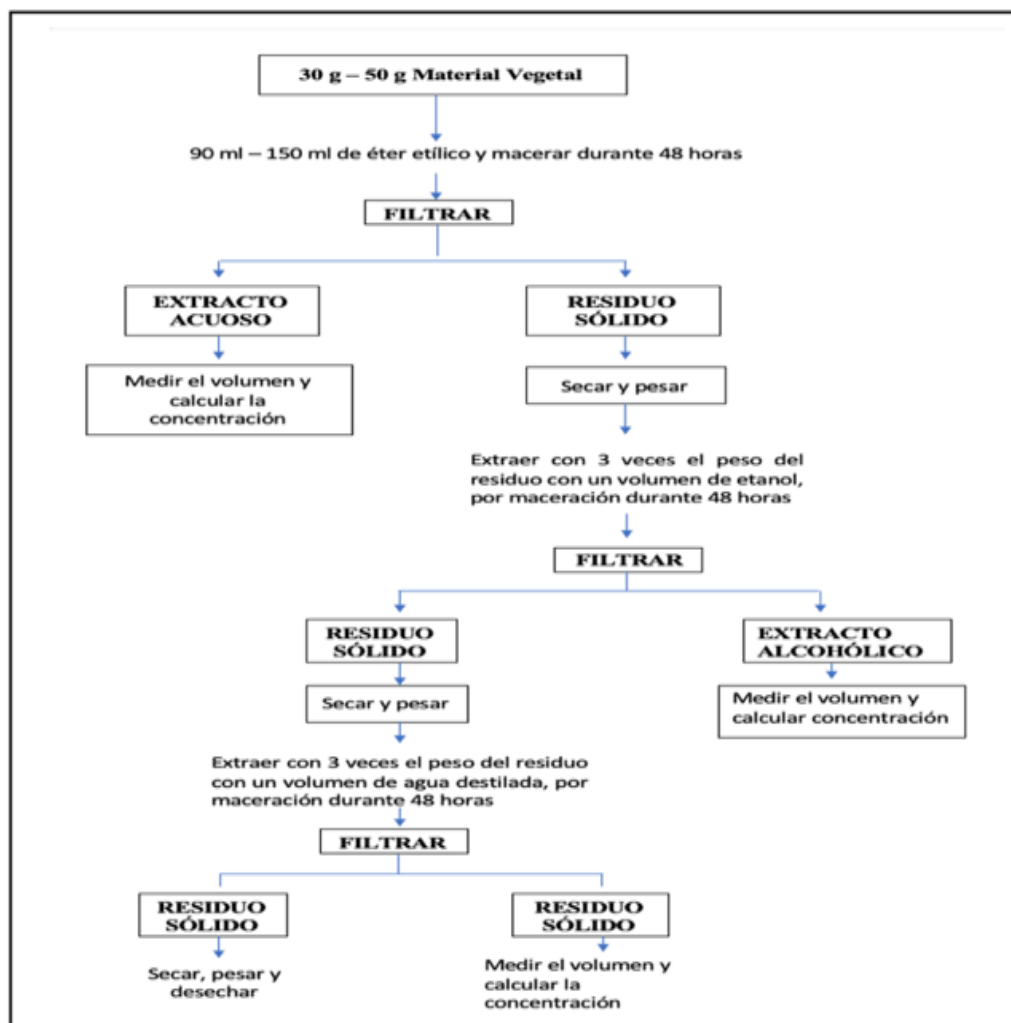 30 g – 50 g Material Vegetal
90 ml – 150 ml de éter etílico y macerar durante 48 horas
FILTRAR
EXTRACTO
ACUOSO
RESIDUO
SÓLIDO
Medir el volumen y
calcular la
concentración
Secar y pesar
Extraer con 3 veces el peso del
residuo con un volumen de etanol,
por maceración durante 48 horas
FILTRAR
RESIDUO
SÓLIDO
EXTRACTO
ALCOHÓLICO
Secar y pesar
Medir el volumen y
calcular concentración
Extraer con 3 veces el peso del residuo
con un volumen de agua destilada, por
maceración durante 48 horas
FILTRAR
RESIDUO
SÓLIDO
RESIDUO
SÓLIDO
Secar, pesar y
desechar
Medir el volumen y
calcular la
concentración